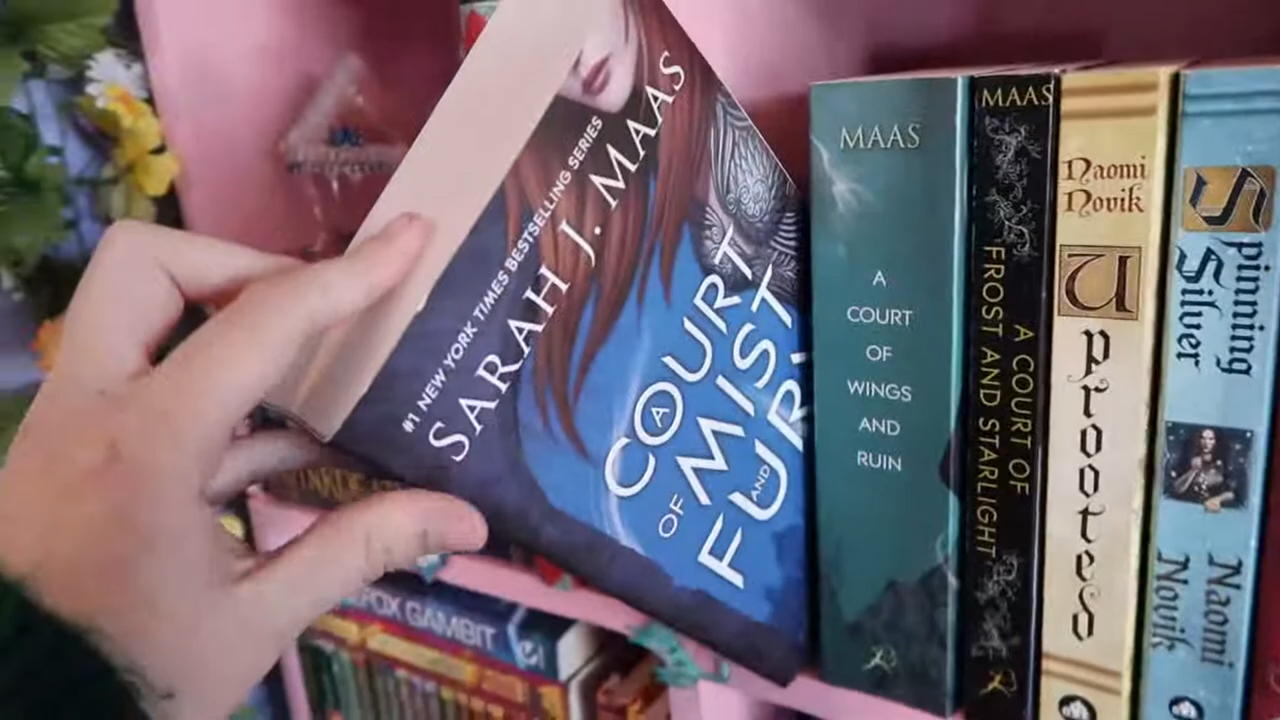 #1 NEW YORK TIMES BESTSELLING SERIES
SARAH J. MAAS
A
COURT
OF MIST
AND
MAAS
A
COURT
OF
WINGS
AND
RUIN
MAAS
A COURT OF
FROST AND STARLIGHT
Naomi
Novik
Uprooted
Spinning
Silver
Naomi
Novik
FOX GAMBIT